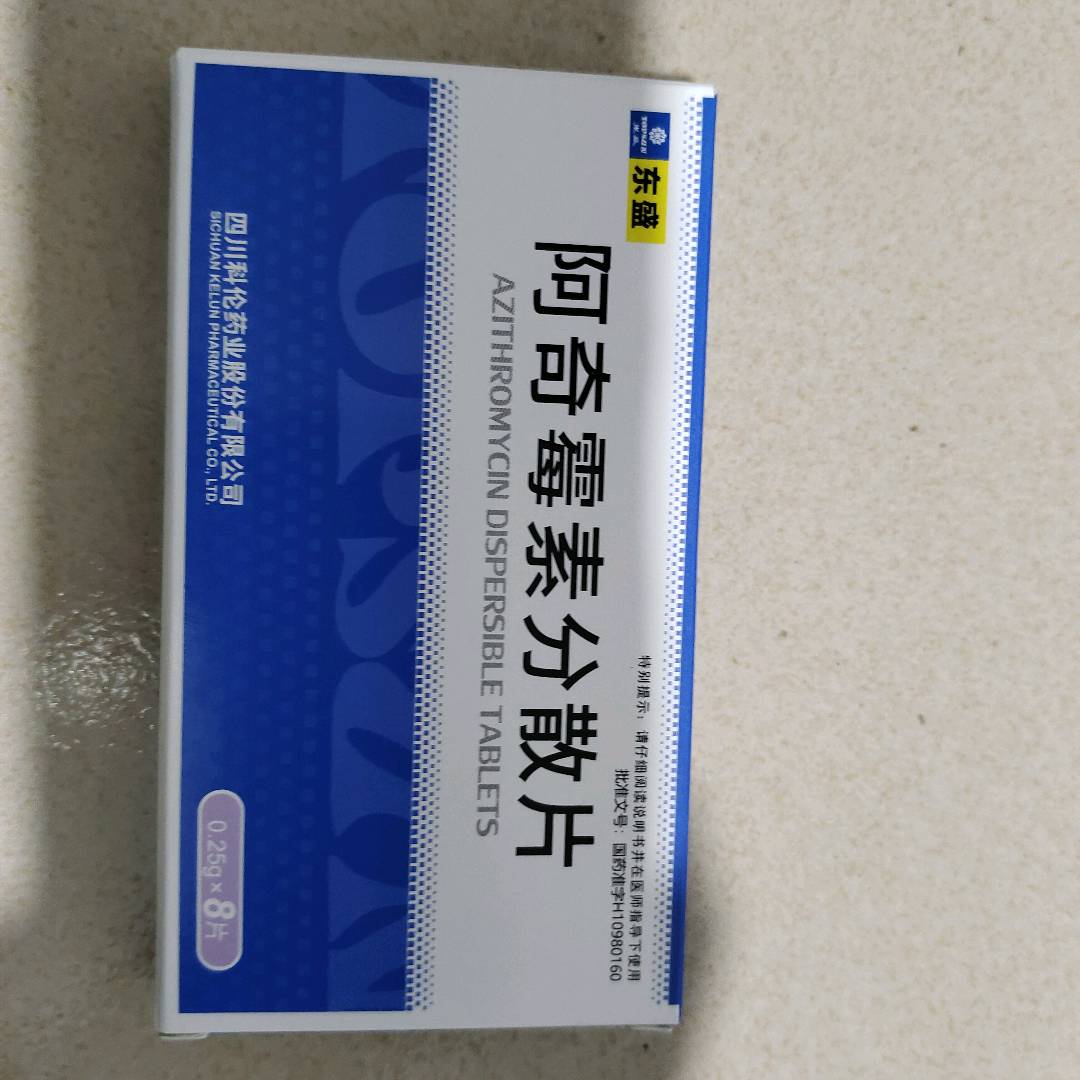 TOPSUN
东盛
东盛
特别提示：请仔细阅读说明书并在医师指导下使用
批准文号：国药准字H10980160
阿奇霉素分散片
AZITHROMYCIN DISPERSIBLE TABLETS
四川科伦药业股份有限公司
SICHUAN KELUN PHARMACEUTICAL CO., LTD.
0.25g×8片